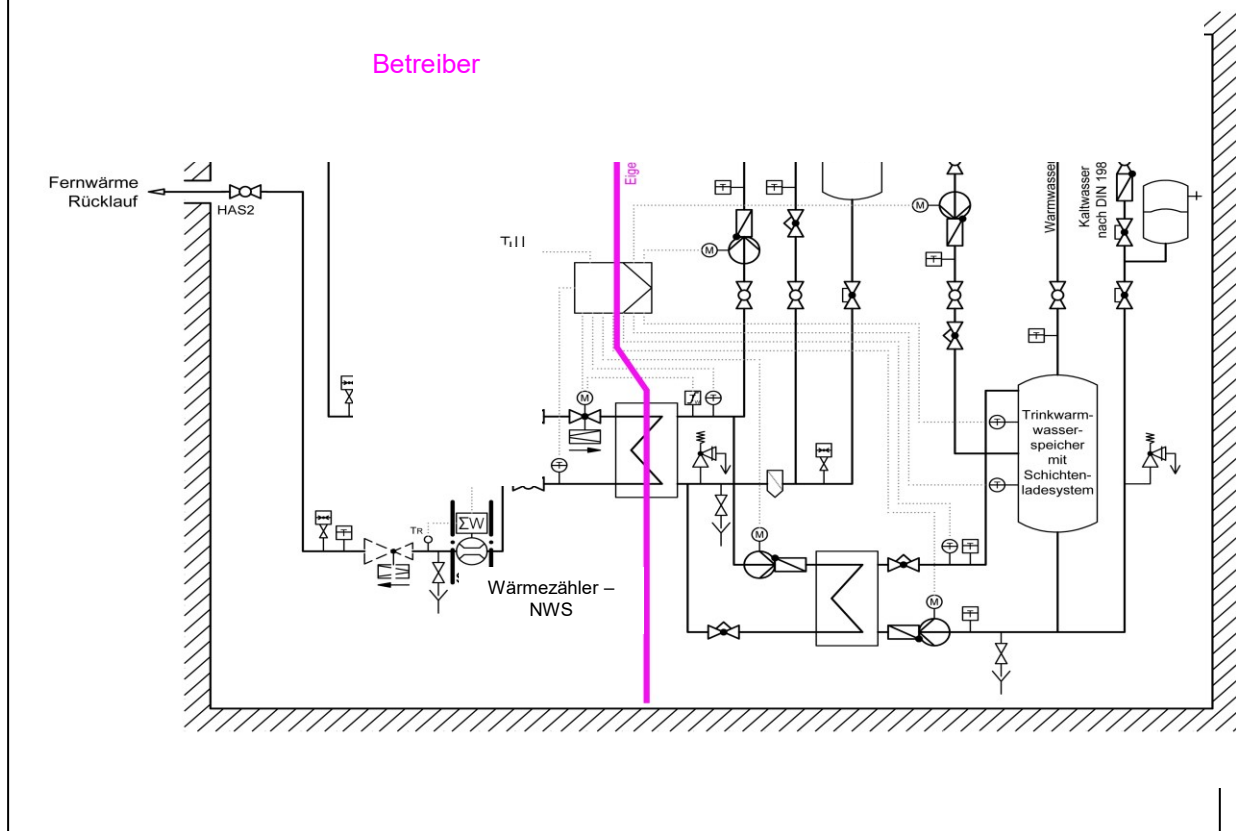 Betreiber
Fernwärme
Rücklauf
HAS2
Eige
Warmwasser
Kaltwasser
nach DIN 198
T
T
M
M
T
T
M
T
T
T
Trinkwarm-
wasser-
speicher
mit
Schichten-
ladesystem
T
T
T
TR
ΣW
Wärmezähler –
NWS
M
T
T
M
T